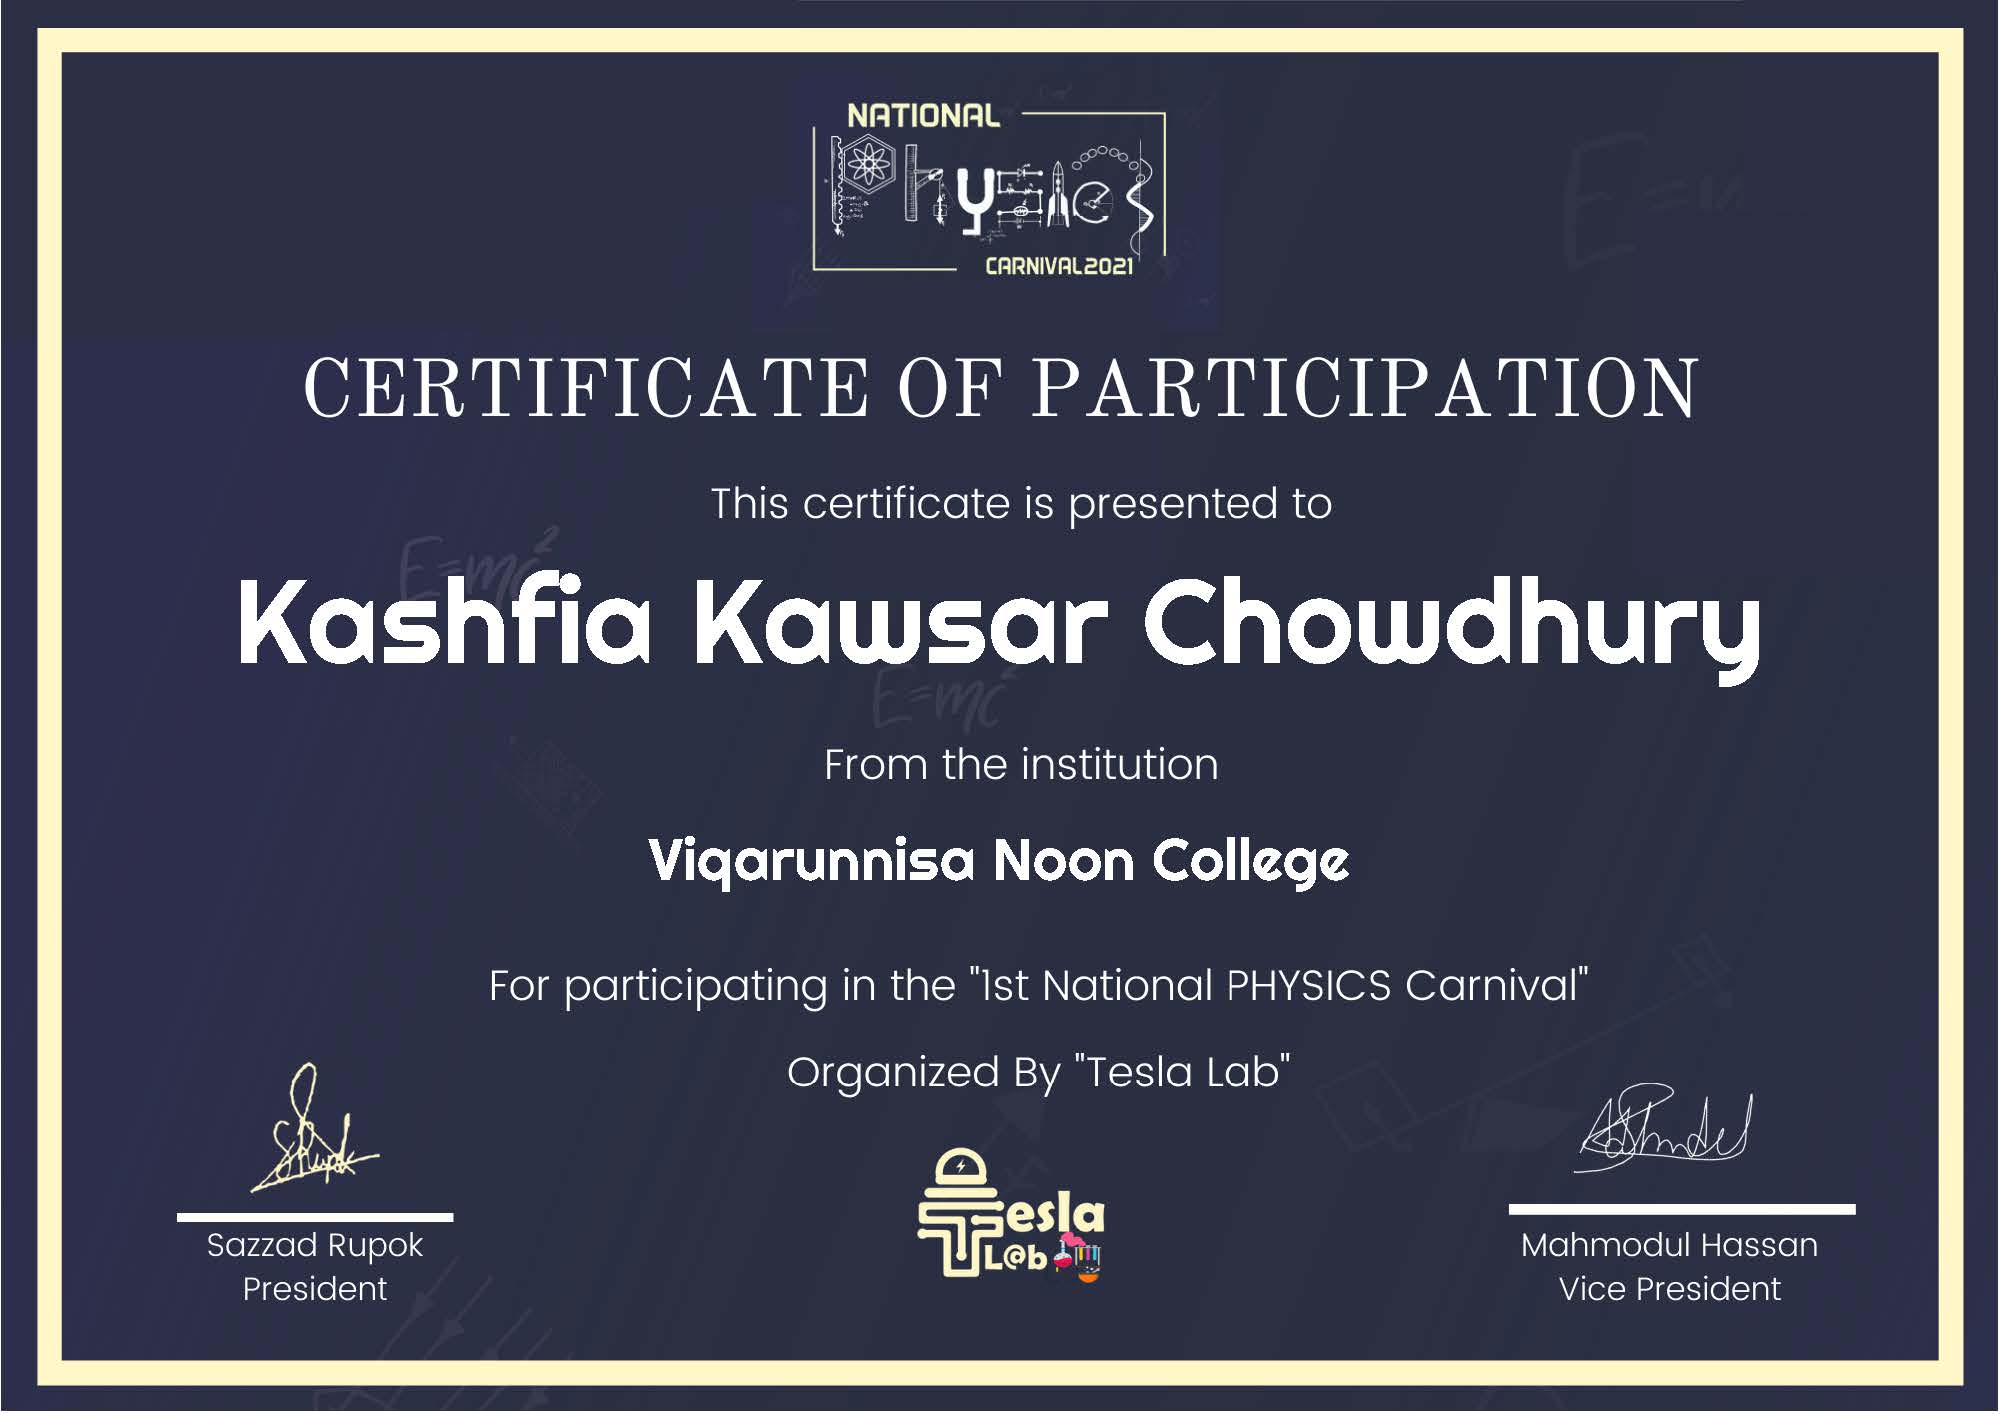 NATIONAL
Physics
CARNIVAL2021
CERTIFICATE OF PARTICIPATION
This certificate is presented to
E=mc²
Kashfia Kawsar Chowdhury
E=mc²
From the institution
Viqarunnisa Noon College
For participating in the "1st National PHYSICS Carnival"
Organized By "Tesla Lab"
Tesla
L@b
Sazzad Rupok
President
Mahmodul Hassan
Vice President